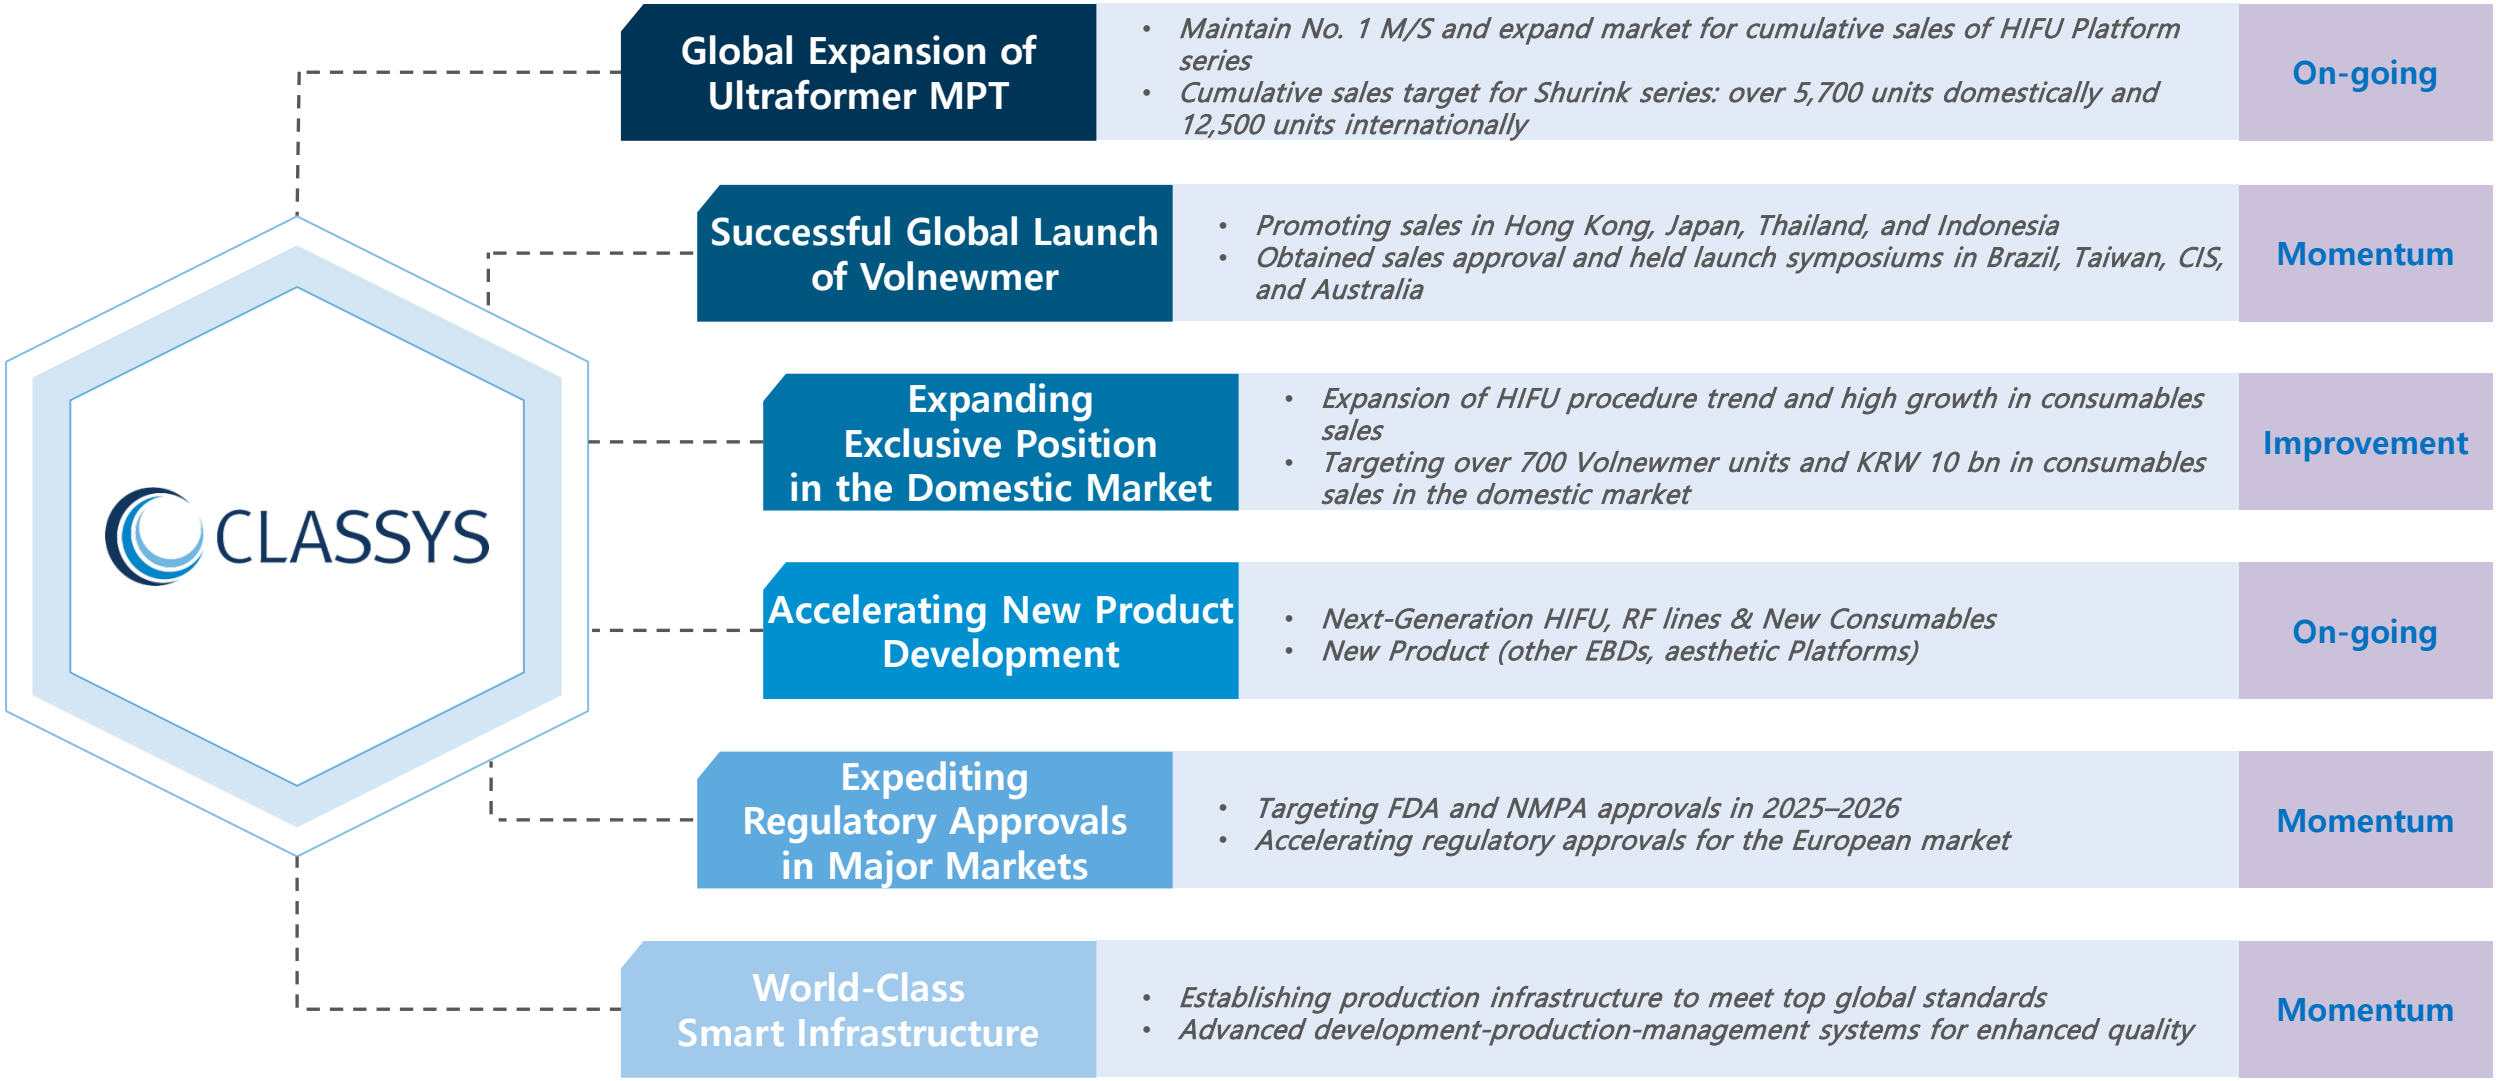 Global Expansion of
Ultraformer MPT
• Maintain No. 1 M/S and expand market for cumulative sales of HIFU Platform
series
• Cumulative sales target for Shurink series: over 5,700 units domestically and
12,500 units internationally
On-going
Successful Global Launch
of Volnewmer
• Promoting sales in Hong Kong, Japan, Thailand, and Indonesia
• Obtained sales approval and held launch symposiums in Brazil, Taiwan, CIS,
and Australia
Momentum
Expanding
Exclusive Position
in the Domestic Market
• Expansion of HIFU procedure trend and high growth in consumables
sales
• Targeting over 700 Volnewmer units and KRW 10 bn in consumables
sales in the domestic market
Improvement
CLASSYS
Accelerating New Product
Development
• Next-Generation HIFU, RF lines & New Consumables
• New Product (other EBDs, aesthetic Platforms)
On-going
Expediting
Regulatory Approvals
in Major Markets
• Targeting FDA and NMPA approvals in 2025–2026
• Accelerating regulatory approvals for the European market
Momentum
World-Class
Smart Infrastructure
• Establishing production infrastructure to meet top global standards
• Advanced development-production-management systems for enhanced quality
Momentum